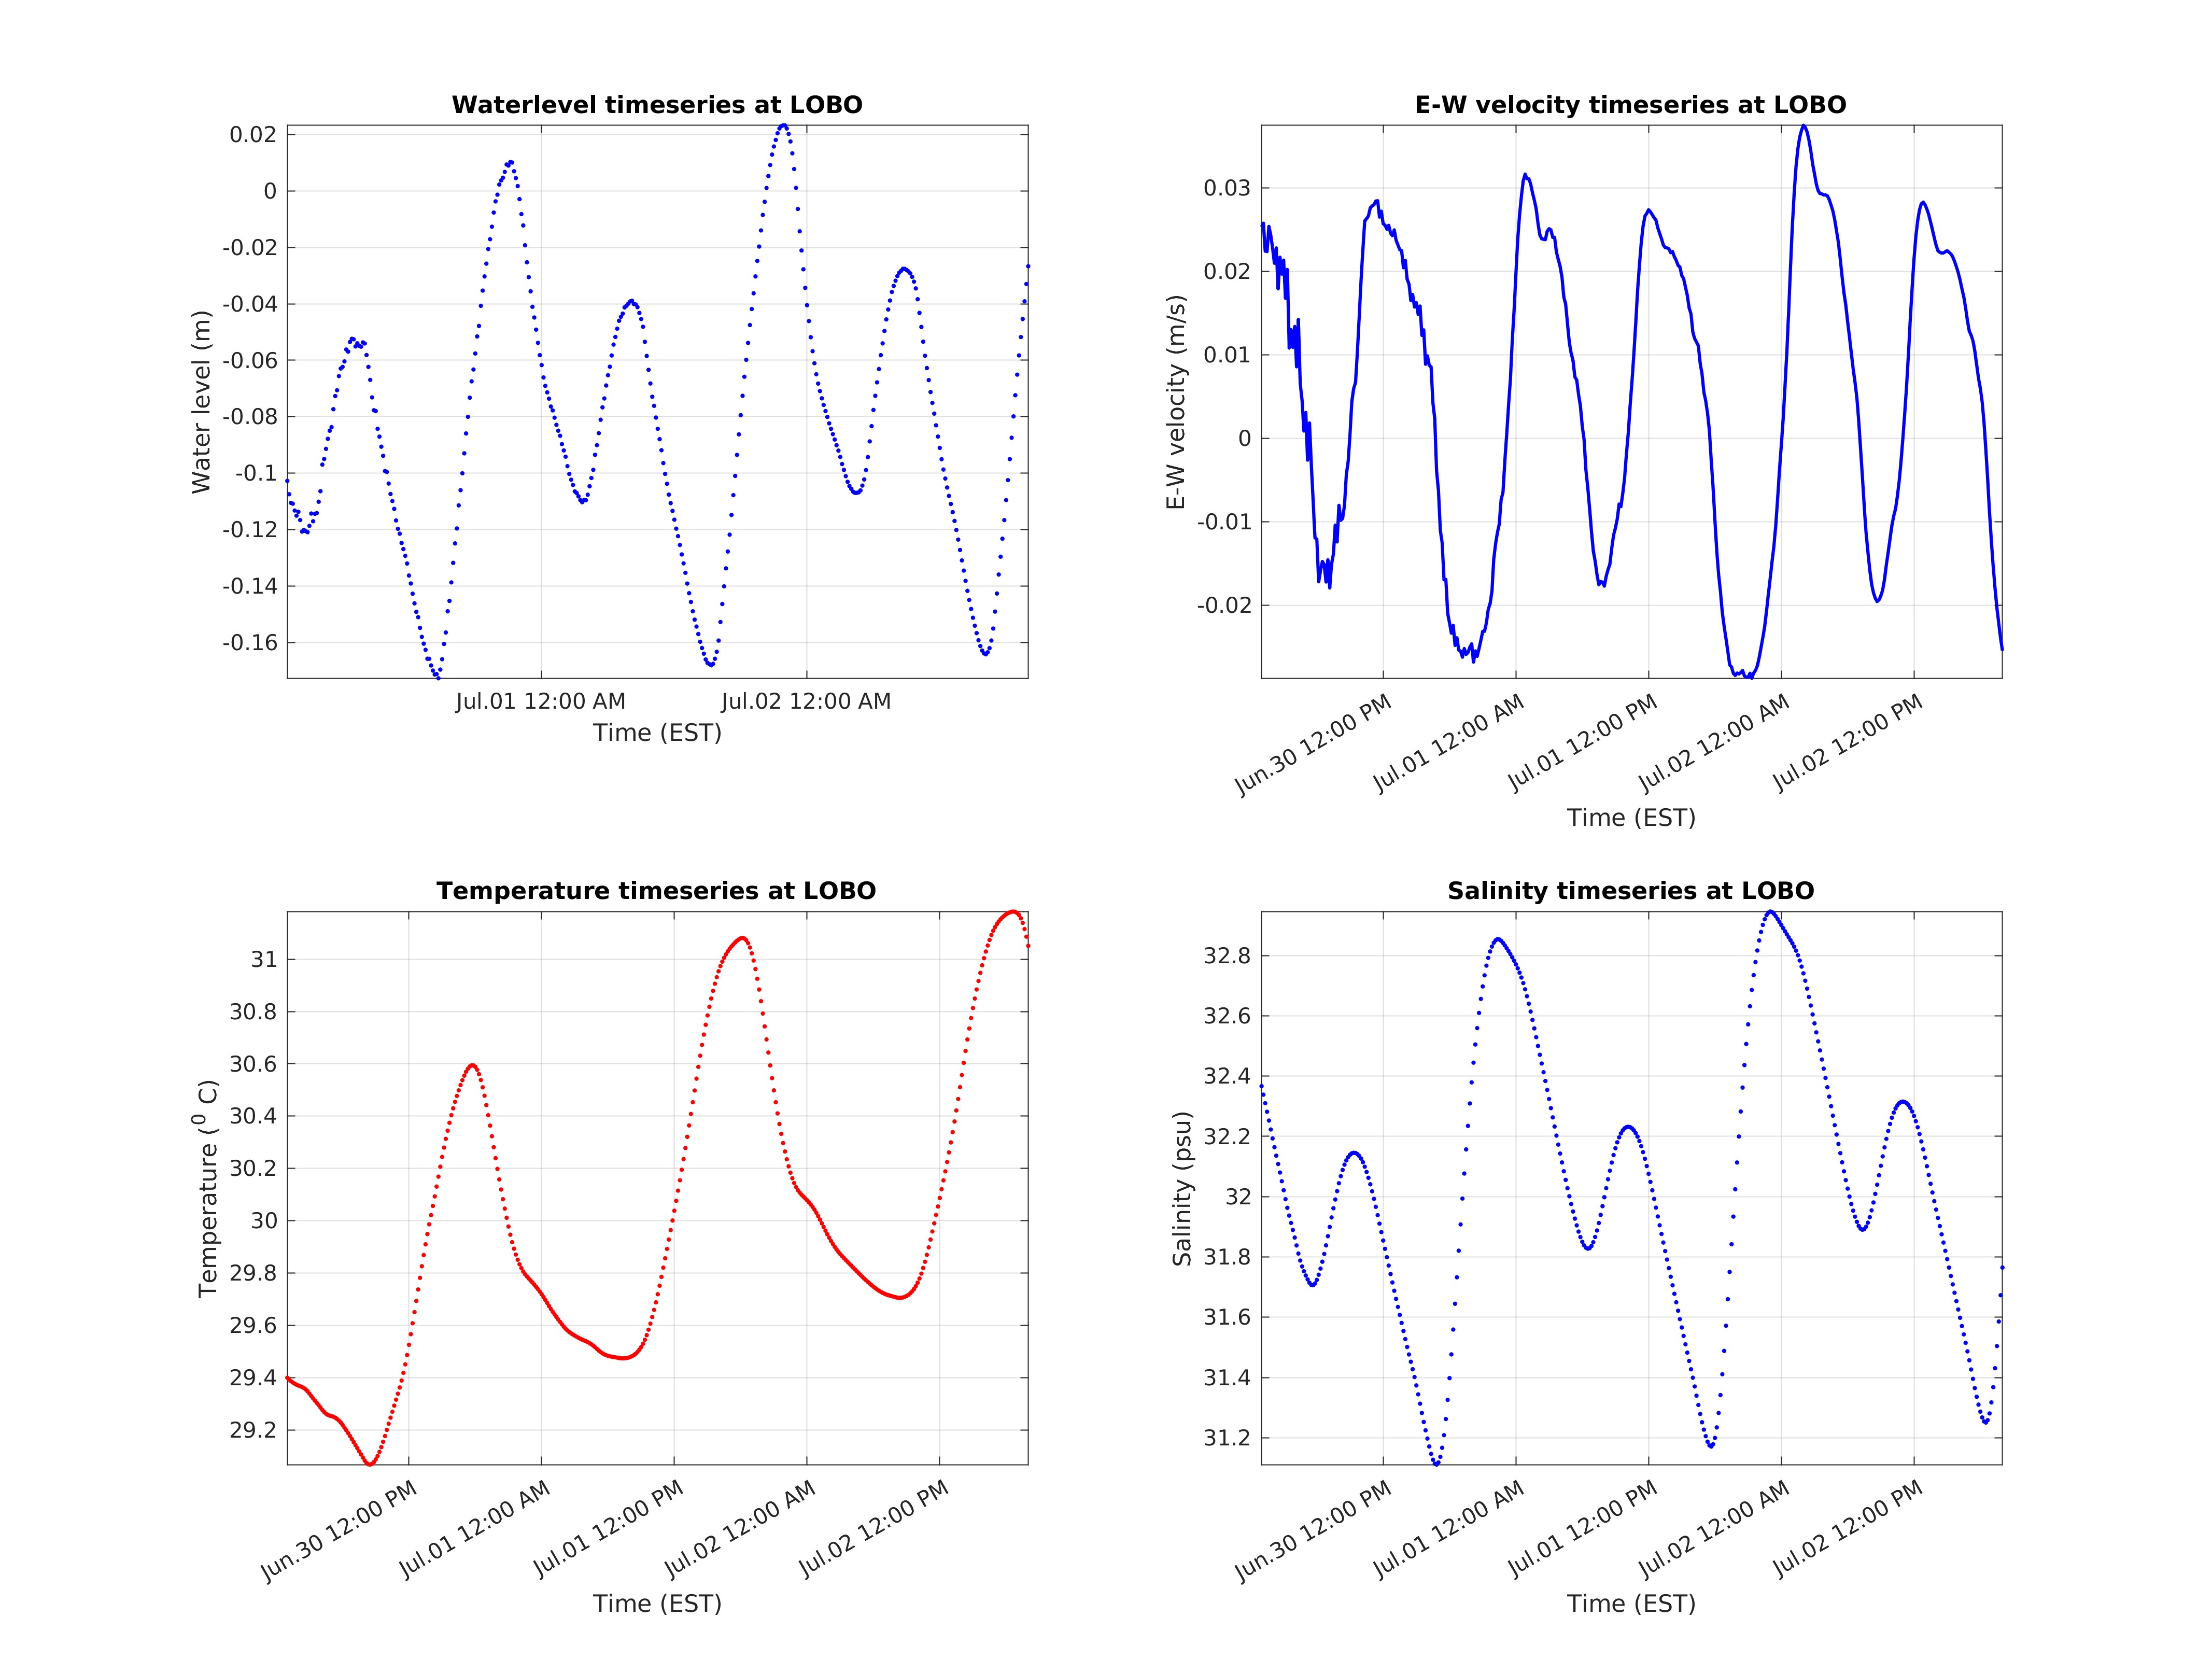 Waterlevel timeseries at LOBO
0.02
0
-0.02
-0.04
-0.06
-0.08
-0.1
-0.12
-0.14
-0.16
Water level (m)
Jul.01 12:00 AM Jul.02 12:00 AM
Time (EST)
E-W velocity timeseries at LOBO
0.03
0.02
0.01
0
-0.01
-0.02
E-W velocity (m/s)
Jun.30 12:00 PM
Jul.01 12:00 AM
Jul.01 12:00 PM
Jul.02 12:00 AM
Jul.02 12:00 PM
Time (EST)
Temperature timeseries at LOBO
31
30.8
30.6
30.4
30.2
30
29.8
29.6
29.4
29.2
Temperature (⁰ C)
Jun.30 12:00 PM
Jul.01 12:00 AM
Jul.01 12:00 PM
Jul.02 12:00 AM
Jul.02 12:00 PM
Time (EST)
Salinity timeseries at LOBO
32.8
32.6
32.4
32.2
32
31.8
31.6
31.4
31.2
Salinity (psu)
Jun.30 12:00 PM
Jul.01 12:00 AM
Jul.01 12:00 PM
Jul.02 12:00 AM
Jul.02 12:00 PM
Time (EST)